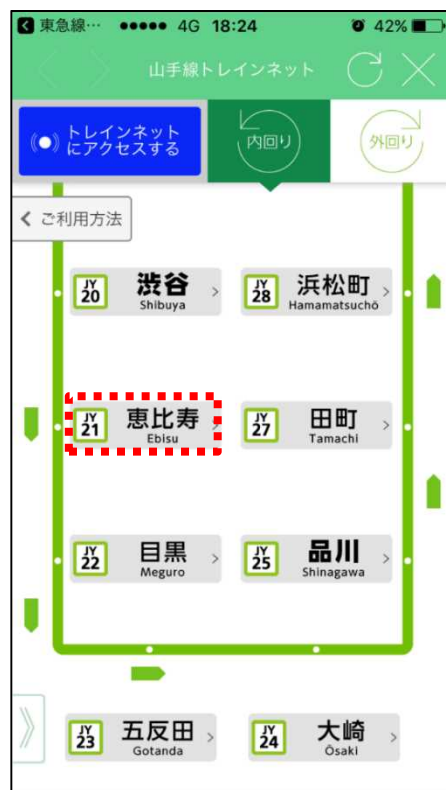 東急線… 4G 18:24 42%
山手線トレインネット
トレインネット
にアクセスする
内回り
外回り
ご利用方法
JY
20
渋谷
Shibuya
JY
28
浜松町
Hamamatsuchō
JY
21
恵比寿
Ebisu
JY
27
田町
Tamachi
JY
22
目黒
Meguro
JY
25
品川
Shinagawa
JY
23
五反田
Gotanda
JY
24
大崎
Ōsaki